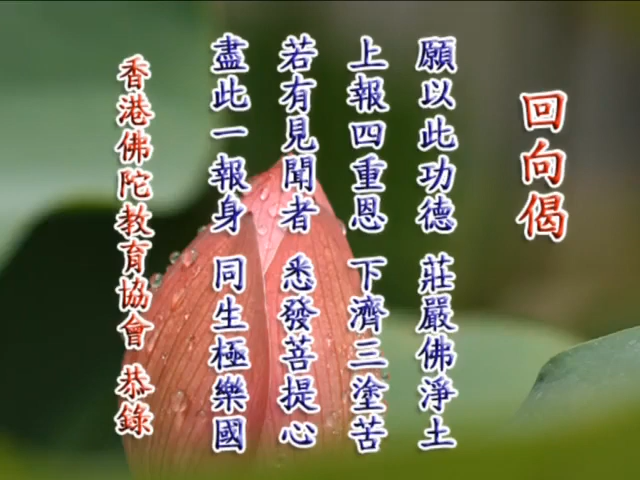 回向偈
願以此功德 莊嚴佛淨土
上報四重恩 下濟三塗苦
若有見聞者 悉發菩提心
盡此一報身 同生極樂國
香港佛陀教育協會 恭錄